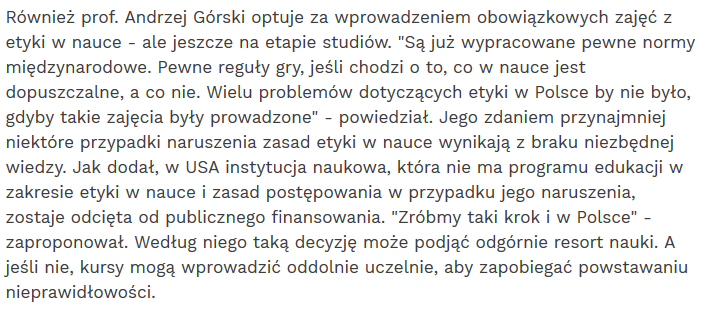 Również prof. Andrzej Górski optuje za wprowadzeniem obowiązkowych zajęć z
etyki w nauce - ale jeszcze na etapie studiów. "Są już wypracowane pewne normy
międzynarodowe. Pewne reguły gry, jeśli chodzi o to, co w nauce jest
dopuszczalne, a co nie. Wielu problemów dotyczących etyki w Polsce by nie było,
gdyby takie zajęcia były prowadzone" - powiedział. Jego zdaniem przynajmniej
niektóre przypadki naruszenia zasad etyki w nauce wynikają z braku niezbędnej
wiedzy. Jak dodał, w USA instytucja naukowa, która nie ma programu edukacji w
zakresie etyki w nauce i zasad postępowania w przypadku jego naruszenia,
zostaje odcięta od publicznego finansowania. "Zróbmy taki krok i w Polsce" -
zaproponował. Według niego taką decyzję może podjąć odgórnie resort nauki. A
jeśli nie, kursy mogą wprowadzić oddolnie uczelnie, aby zapobiegać powstawaniu
nieprawidłowości.